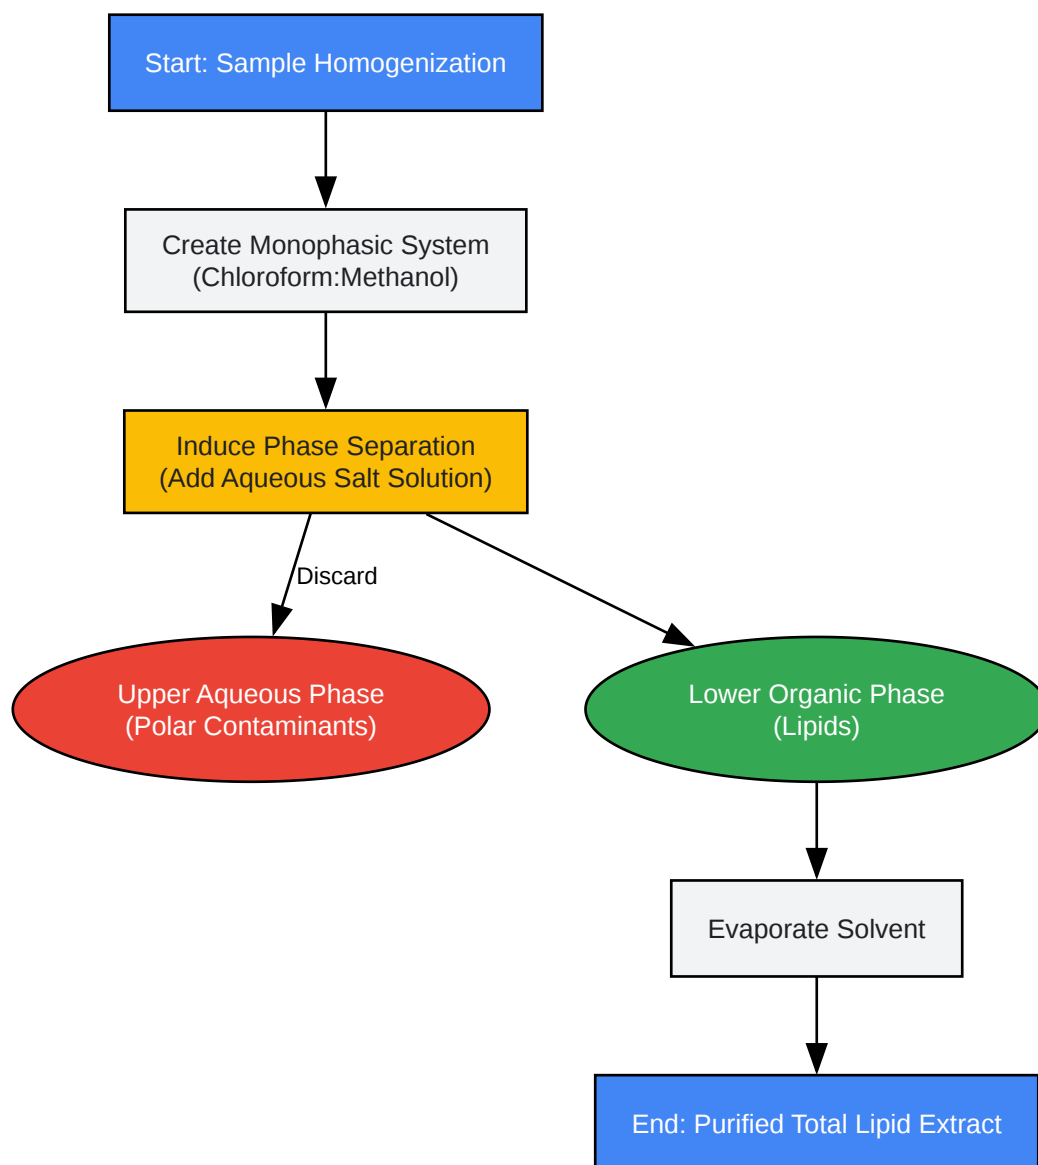 Start: Sample Homogenization
Create Monophasic System
(Chloroform:Methanol)
Induce Phase Separation
(Add Aqueous Salt Solution)
Discard
Upper Aqueous Phase
(Polar Contaminants)
Lower Organic Phase
(Lipids)
Evaporate Solvent
End: Purified Total Lipid Extract